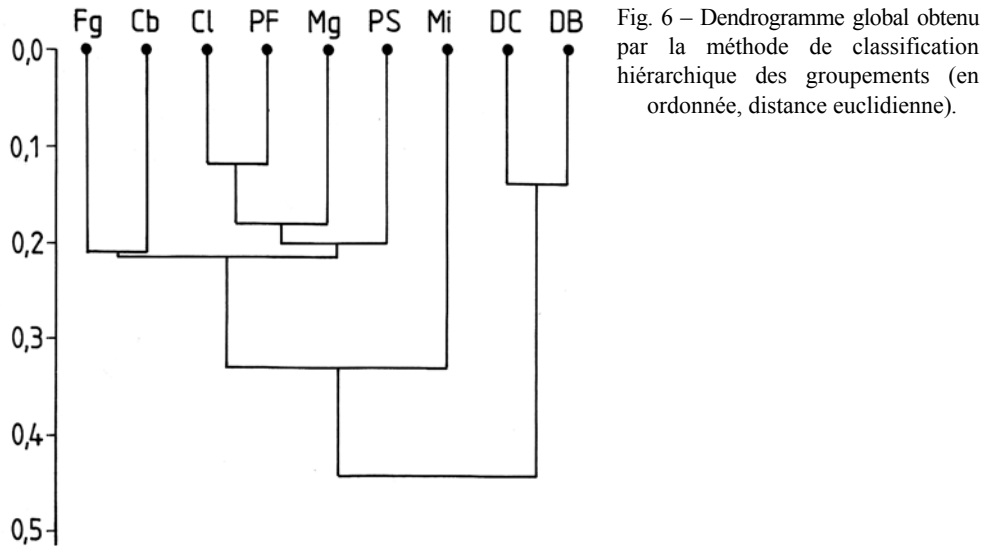 Fg Cb Cl PF Mg PS Mi DC DB
0,0
0,1
0,2
0,3
0,4
0,5
Fig. 6 – Dendrogramme global obtenu
par la méthode de classification
hiérarchique des groupements (en
ordonnée, distance euclidienne).